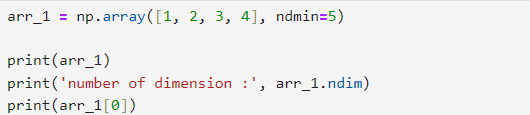 arr_1 = np.array([1, 2, 3, 4], ndmin=5)
print(arr_1)
print('number of dimension :', arr_1.ndim)
print(arr_1[0])